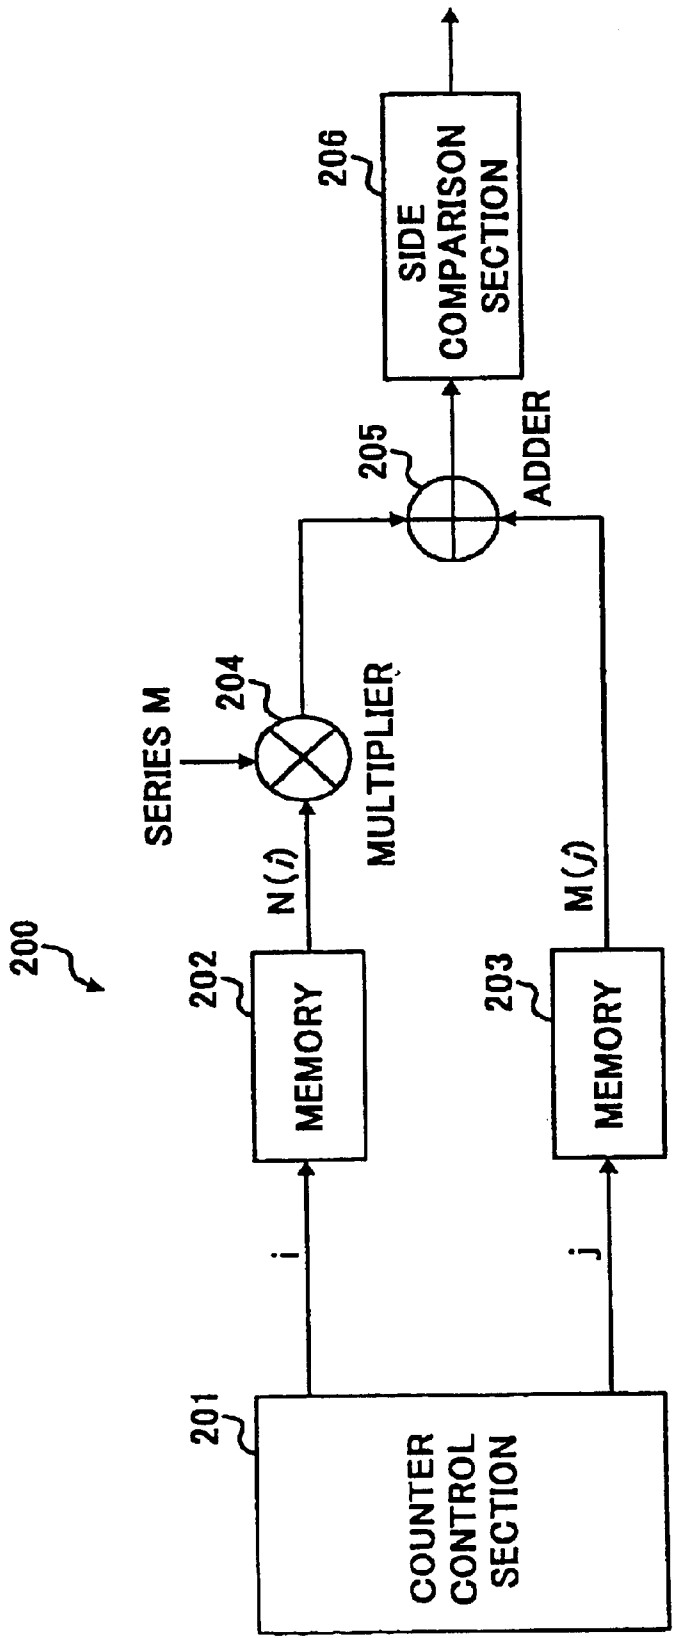 200
201
COUNTER
CONTROL
SECTION
i
j
202
MEMORY
203
MEMORY
N(i)
M(j)
SERIES M
204
MULTIPLIER
205
ADDER
206
SIDE
COMPARISON
SECTION